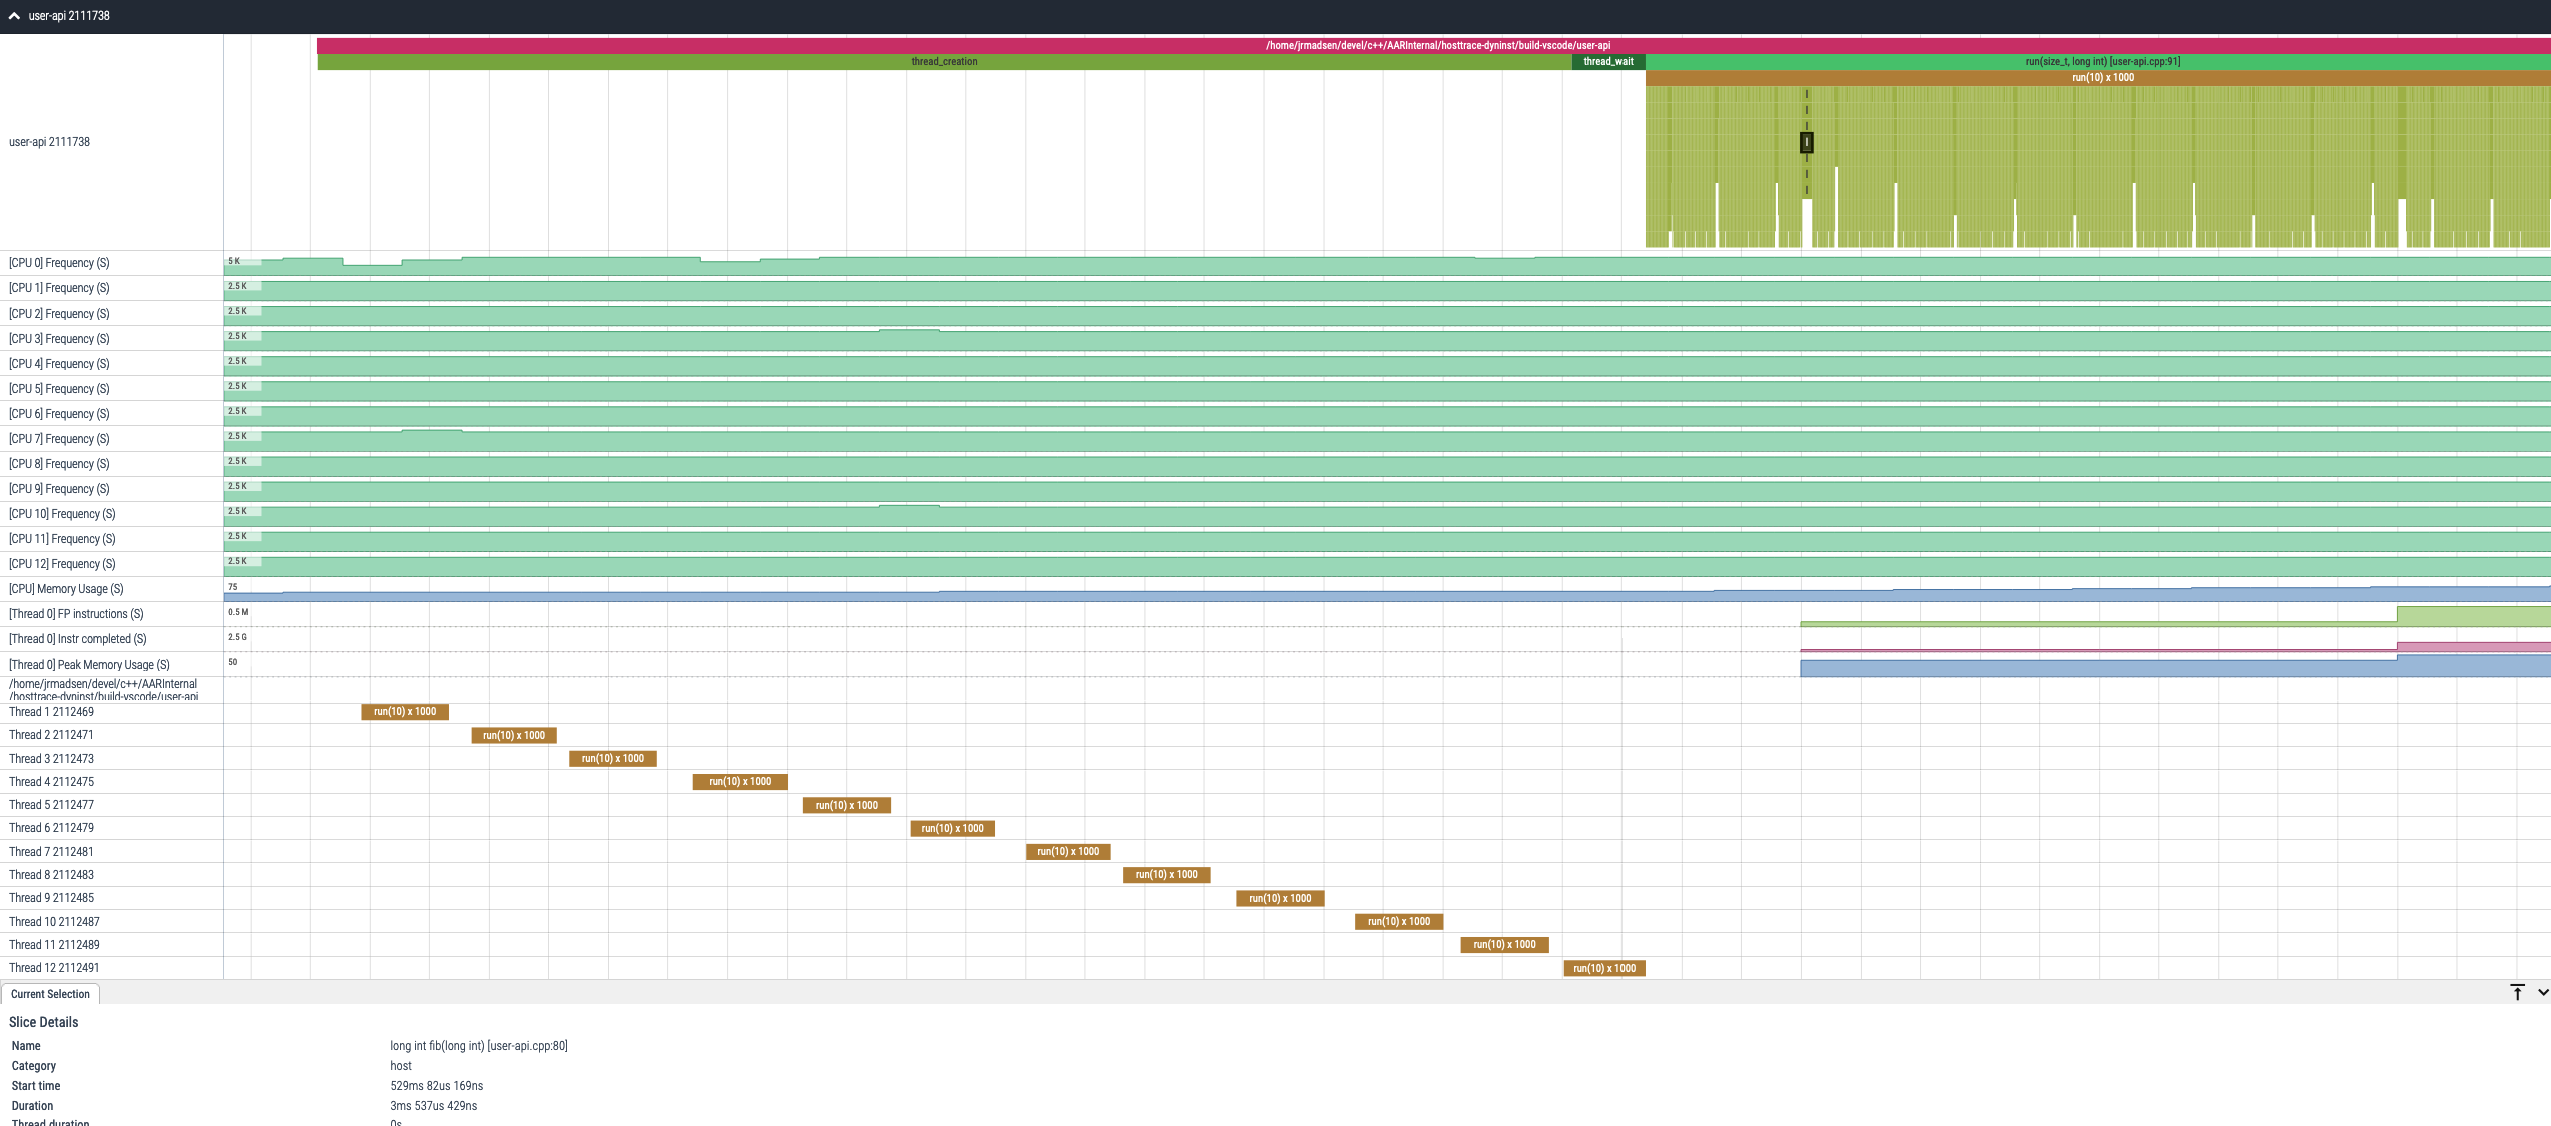 user-api 2111738
/home/jrmadsen/devel/c++/AARInternal/hosttrace-dyninst/build-vscode/user-api
thread_creation
thread_wait
run(size_t, long int) [user-api.cpp:91]
run(10) x 1000
user-api 2111738
[CPU 0] Frequency (S) 5 K
[CPU 1] Frequency (S) 2.5 K
[CPU 2] Frequency (S) 2.5 K
[CPU 3] Frequency (S) 2.5 K
[CPU 4] Frequency (S) 2.5 K
[CPU 5] Frequency (S) 2.5 K
[CPU 6] Frequency (S) 2.5 K
[CPU 7] Frequency (S) 2.5 K
[CPU 8] Frequency (S) 2.5 K
[CPU 9] Frequency (S) 2.5 K
[CPU 10] Frequency (S) 2.5 K
[CPU 11] Frequency (S) 2.5 K
[CPU 12] Frequency (S) 2.5 K
[CPU] Memory Usage (S) 75
[Thread 0] FP instructions (S) 0.5 M
[Thread 0] Instr completed (S) 2.5 G
[Thread 0] Peak Memory Usage (S) 50
/home/jrmadsen/devel/c++/AARInternal
/hosttrace-dyninst/build-vscode/user-api
Thread 1 2112469 run(10) x 1000
Thread 2 2112471 run(10) x 1000
Thread 3 2112473 run(10) x 1000
Thread 4 2112475 run(10) x 1000
Thread 5 2112477 run(10) x 1000
Thread 6 2112479 run(10) x 1000
Thread 7 2112481 run(10) x 1000
Thread 8 2112483 run(10) x 1000
Thread 9 2112485 run(10) x 1000
Thread 10 2112487 run(10) x 1000
Thread 11 2112489 run(10) x 1000
Thread 12 2112491 run(10) x 1000
Current Selection
Slice Details
Name long int fib(long int) [user-api.cpp:80]
Category host
Start time 529ms 82us 169ns
Duration 3ms 537us 429ns
Thread duration 0s